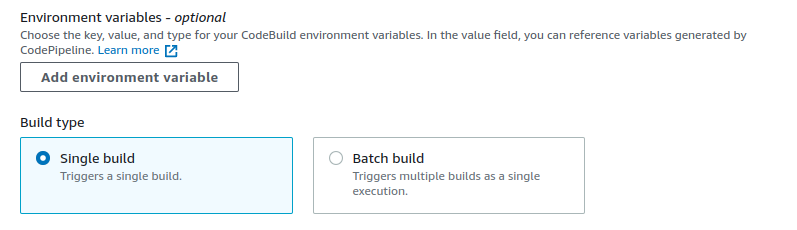 Environment variables - optional
Choose the key, value, and type for your CodeBuild environment variables. In the value field, you can reference variables generated by
CodePipeline. Learn more
Add environment variable
Build type
Single build
Triggers a single build.
Batch build
Triggers multiple builds as a single
execution.